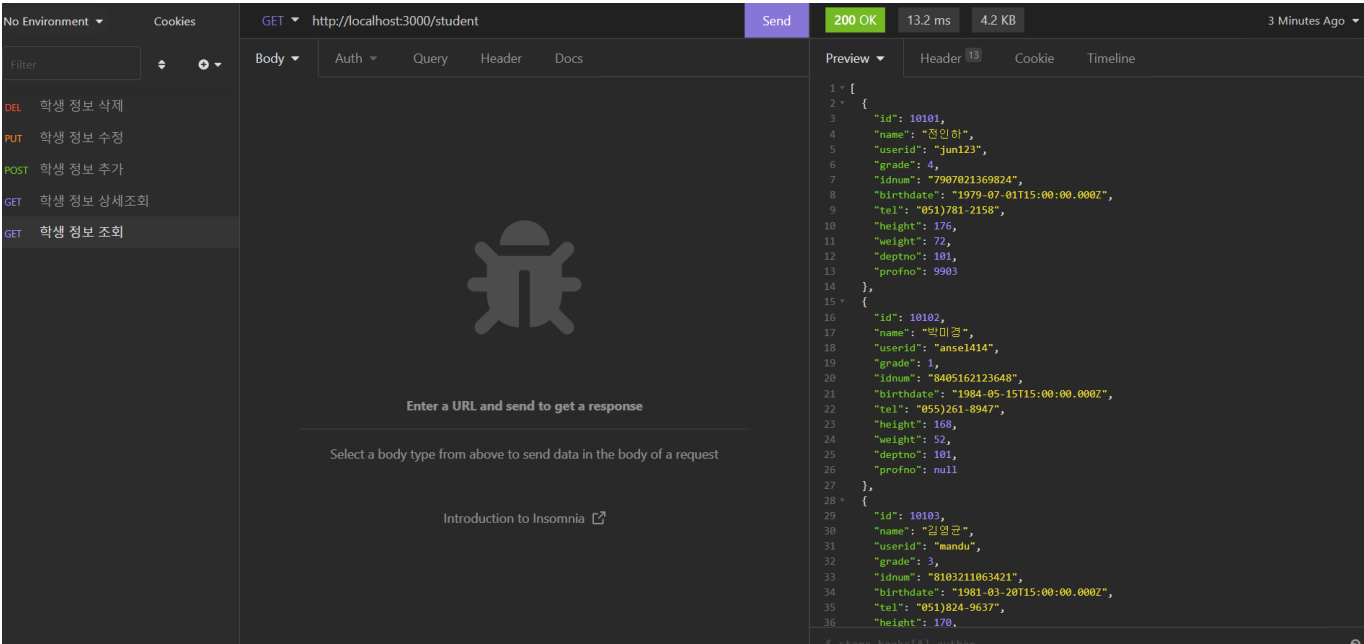 No Environment
Cookies
Filter
DEL 학생 정보 삭제
PUT 학생 정보 수정
POST 학생 정보 추가
GET 학생 정보 상세조회
GET 학생 정보 조회
GET http://localhost:3000/student Send
Body Auth Query Header Docs
Enter a URL and send to get a response
Select a body type from above to send data in the body of a request
Introduction to Insomnia
200 OK 13.2 ms 4.2 KB 3 Minutes Ago
Preview Header 13 Cookie Timeline
1 [
2 {
3 "id": 10101,
4 "name": "전인하",
5 "userid": "jun123",
6 "grade": 4,
7 "idnum": "7907021369824",
8 "birthdate": "1979-07-01T15:00:00.000Z",
9 "tel": "051)781-2158",
10 "height": 176,
11 "weight": 72,
12 "deptno": 101,
13 "profno": 9903
14 },
15 {
16 "id": 10102,
17 "name": "박미경",
18 "userid": "ansel414",
19 "grade": 1,
20 "idnum": "8405162123648",
21 "birthdate": "1984-05-15T15:00:00.000Z",
22 "tel": "055)261-8947",
23 "height": 168,
24 "weight": 52,
25 "deptno": 101,
26 "profno": null
27 },
28 {
29 "id": 10103,
30 "name": "김영균",
31 "userid": "mandu",
32 "grade": 3,
33 "idnum": "8103211063421",
34 "birthdate": "1981-03-20T15:00:00.000Z",
35 "tel": "051)824-9637",
36 "height": 170,
$.store.books[*].author